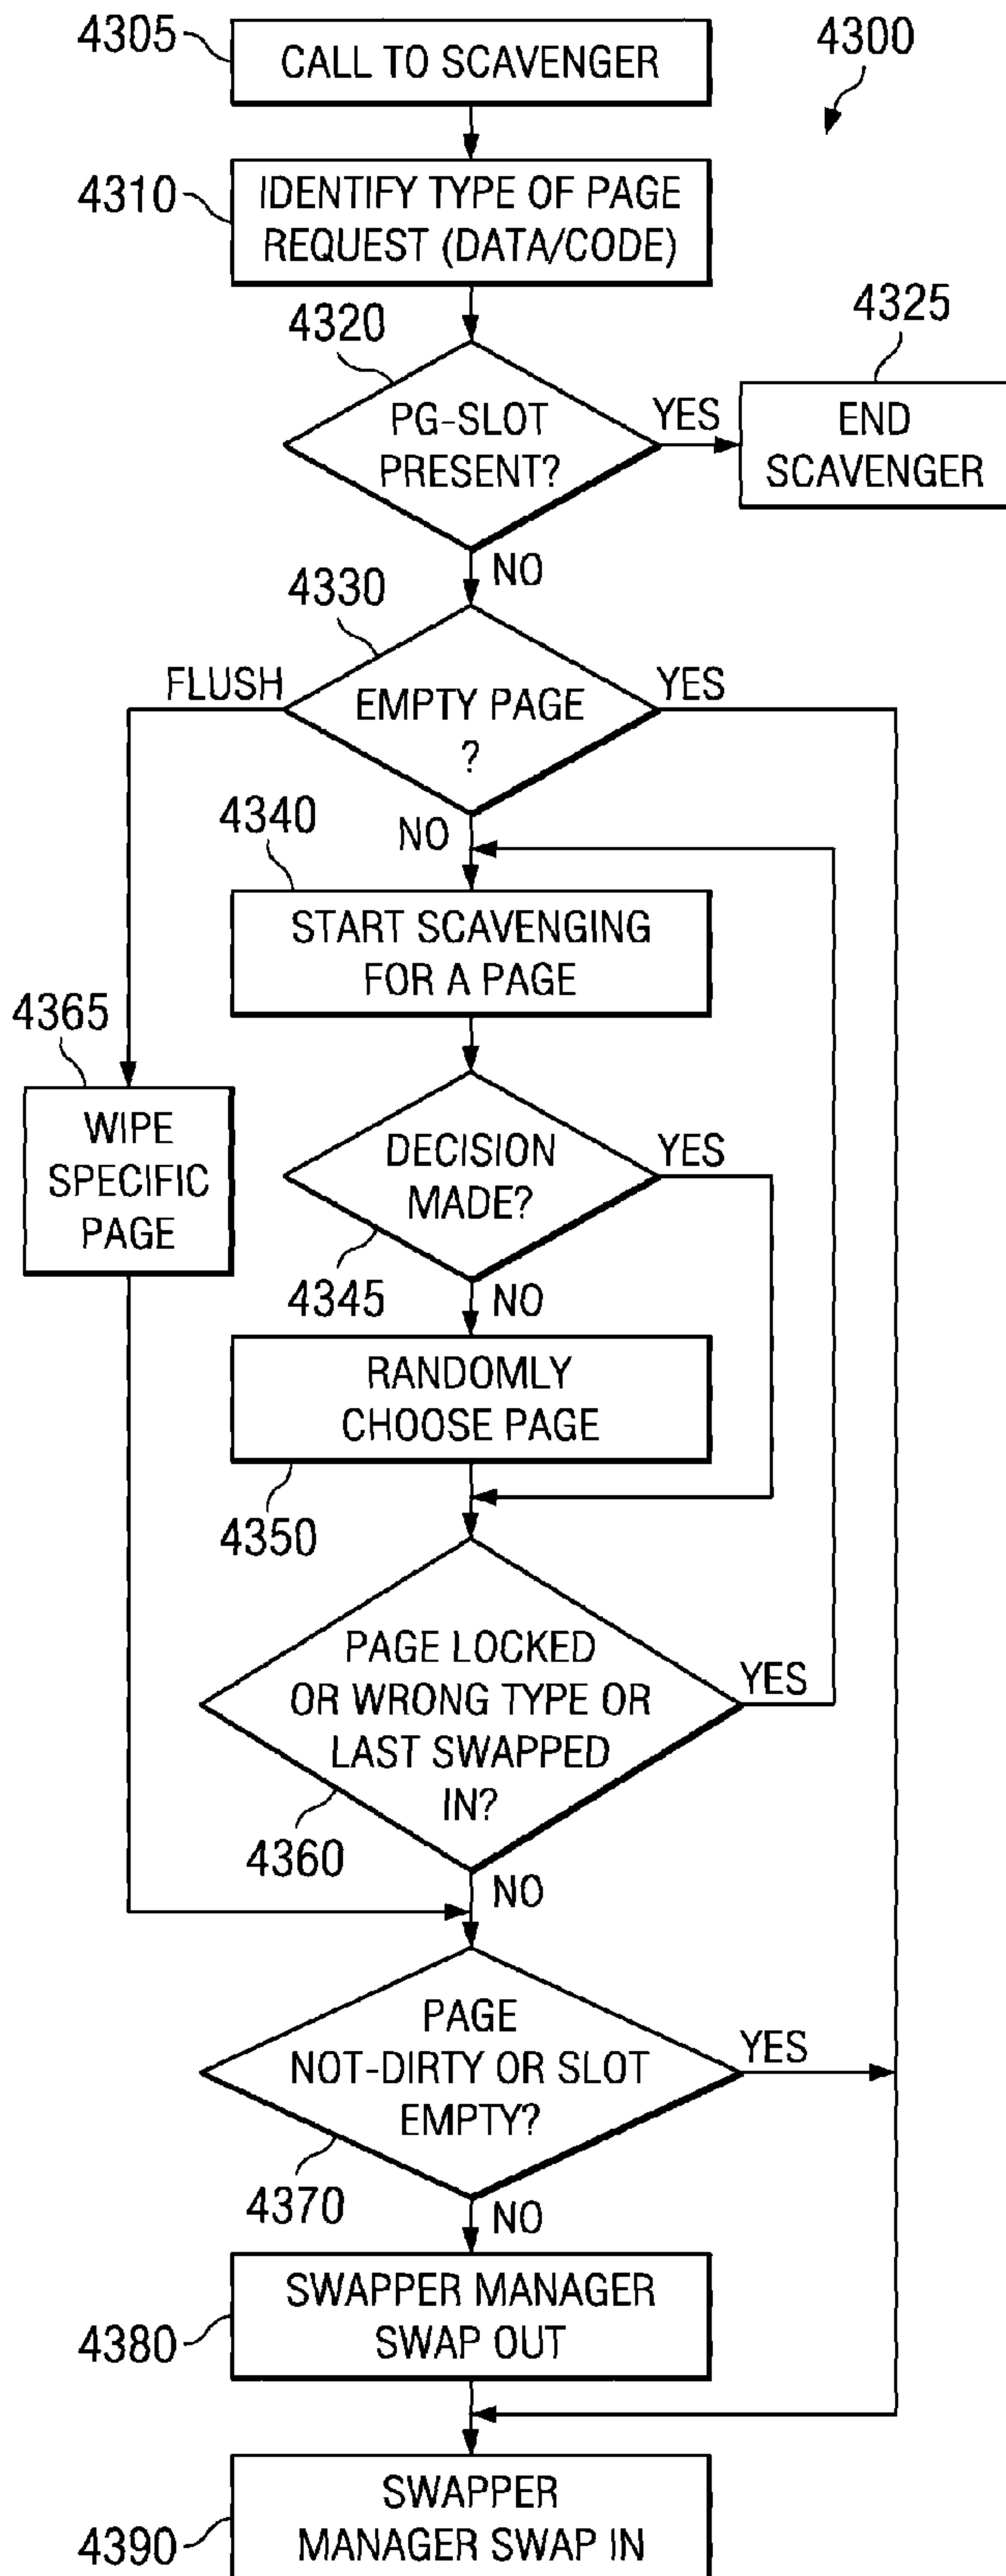 4305
CALL TO SCAVENGER
4300
4310
IDENTIFY TYPE OF PAGE
REQUEST (DATA/CODE)
4320
PG-SLOT
PRESENT?
YES
4325
END
SCAVENGER
NO
4330
FLUSH
EMPTY PAGE
?
YES
NO
4340
START SCAVENGING
FOR A PAGE
4365
WIPE
SPECIFIC
PAGE
DECISION
MADE?
YES
4345
NO
RANDOMLY
CHOOSE PAGE
4350
PAGE LOCKED
OR WRONG TYPE OR
LAST SWAPPED
IN?
YES
4360
NO
PAGE
NOT-DIRTY OR SLOT
EMPTY?
YES
4370
NO
SWAPPER MANAGER
SWAP OUT
4380
SWAPPER
MANAGER SWAP IN
4390